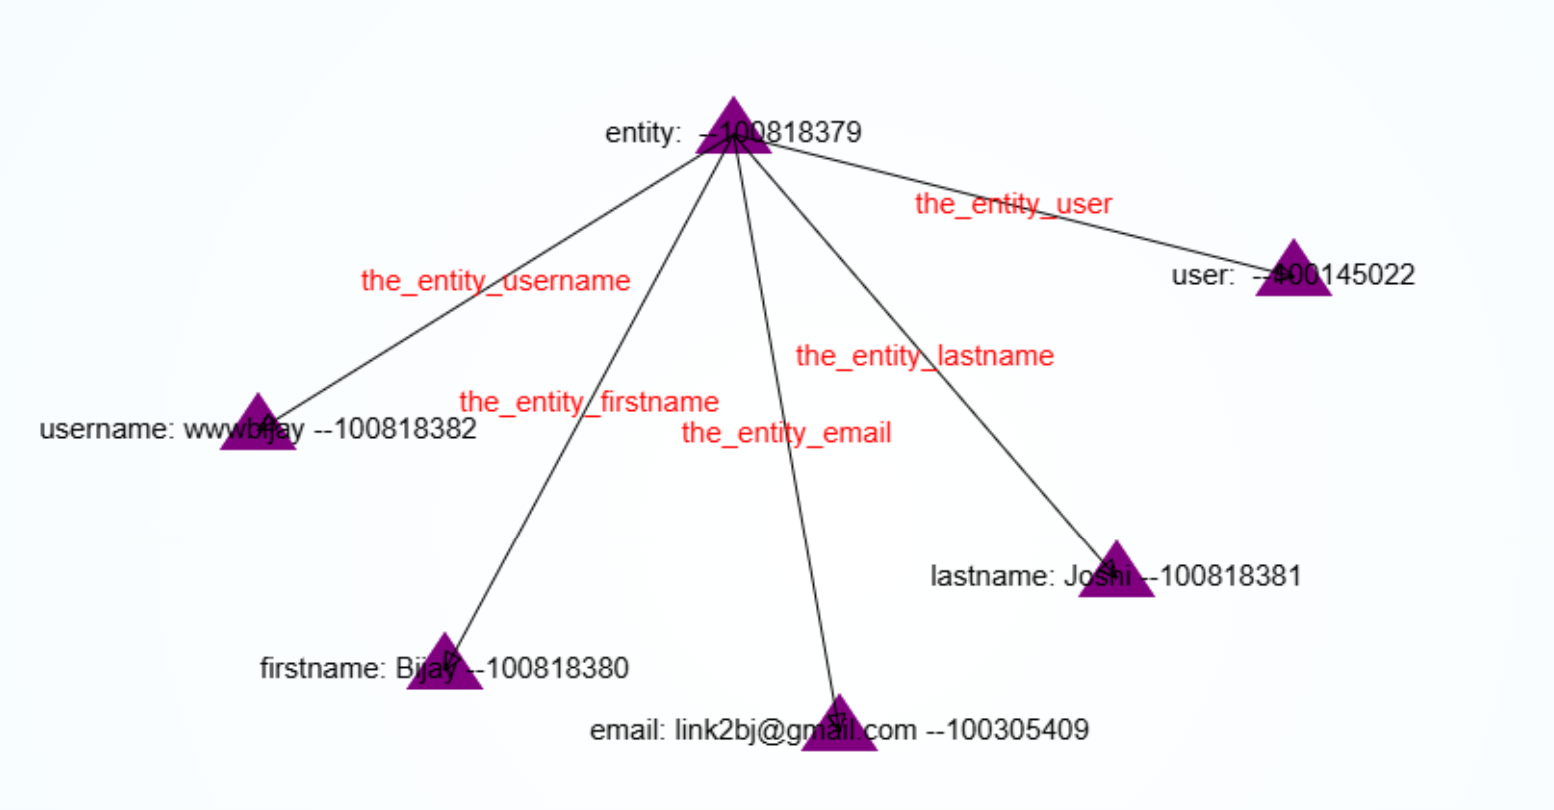 entity:  --100818379
the_entity_user
user:  --100145022
the_entity_username
the_entity_lastname
the_entity_firstname
username: wwwbijay --100818382
the_entity_email
lastname: Joshi --100818381
firstname: Bijay --100818380
email: link2bj@gmail.com --100305409